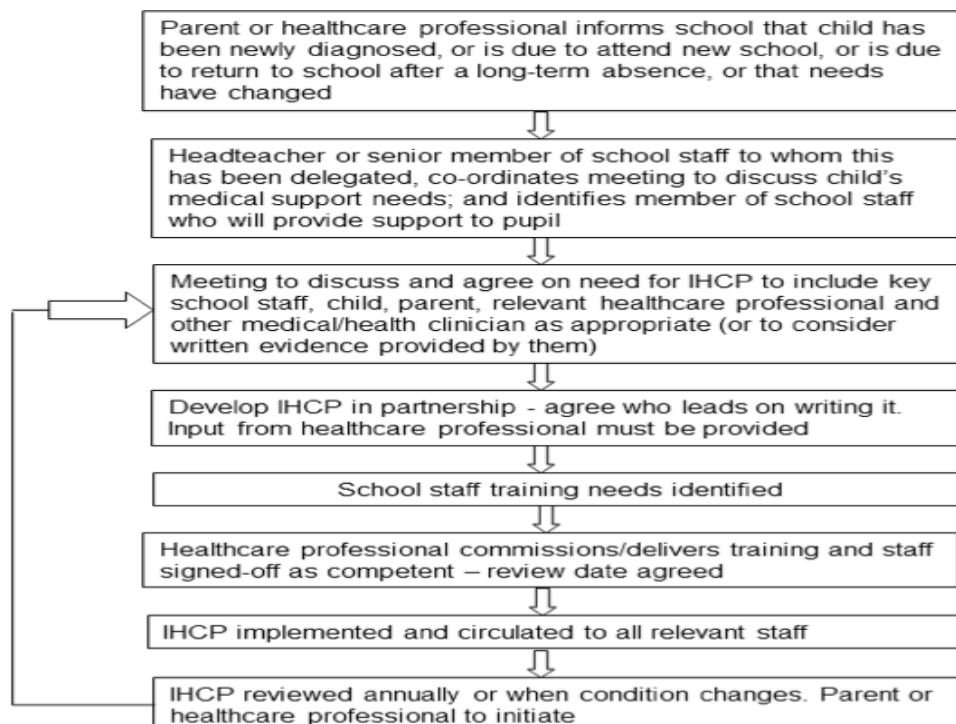 Parent or healthcare professional informs school that child has
been newly diagnosed, or is due to attend new school, or is due
to return to school after a long-term absence, or that needs
have changed
Headteacher or senior member of school staff to whom this
has been delegated, co-ordinates meeting to discuss child's
medical support needs; and identifies member of school staff
who will provide support to pupil
Meeting to discuss and agree on need for IHCP to include key
school staff, child, parent, relevant healthcare professional and
other medical/health clinician as appropriate (or to consider
written evidence provided by them)
Develop IHCP in partnership - agree who leads on writing it.
Input from healthcare professional must be provided
School staff training needs identified
Healthcare professional commissions/delivers training and staff
signed-off as competent – review date agreed
IHCP implemented and circulated to all relevant staff
IHCP reviewed annually or when condition changes. Parent or
healthcare professional to initiate